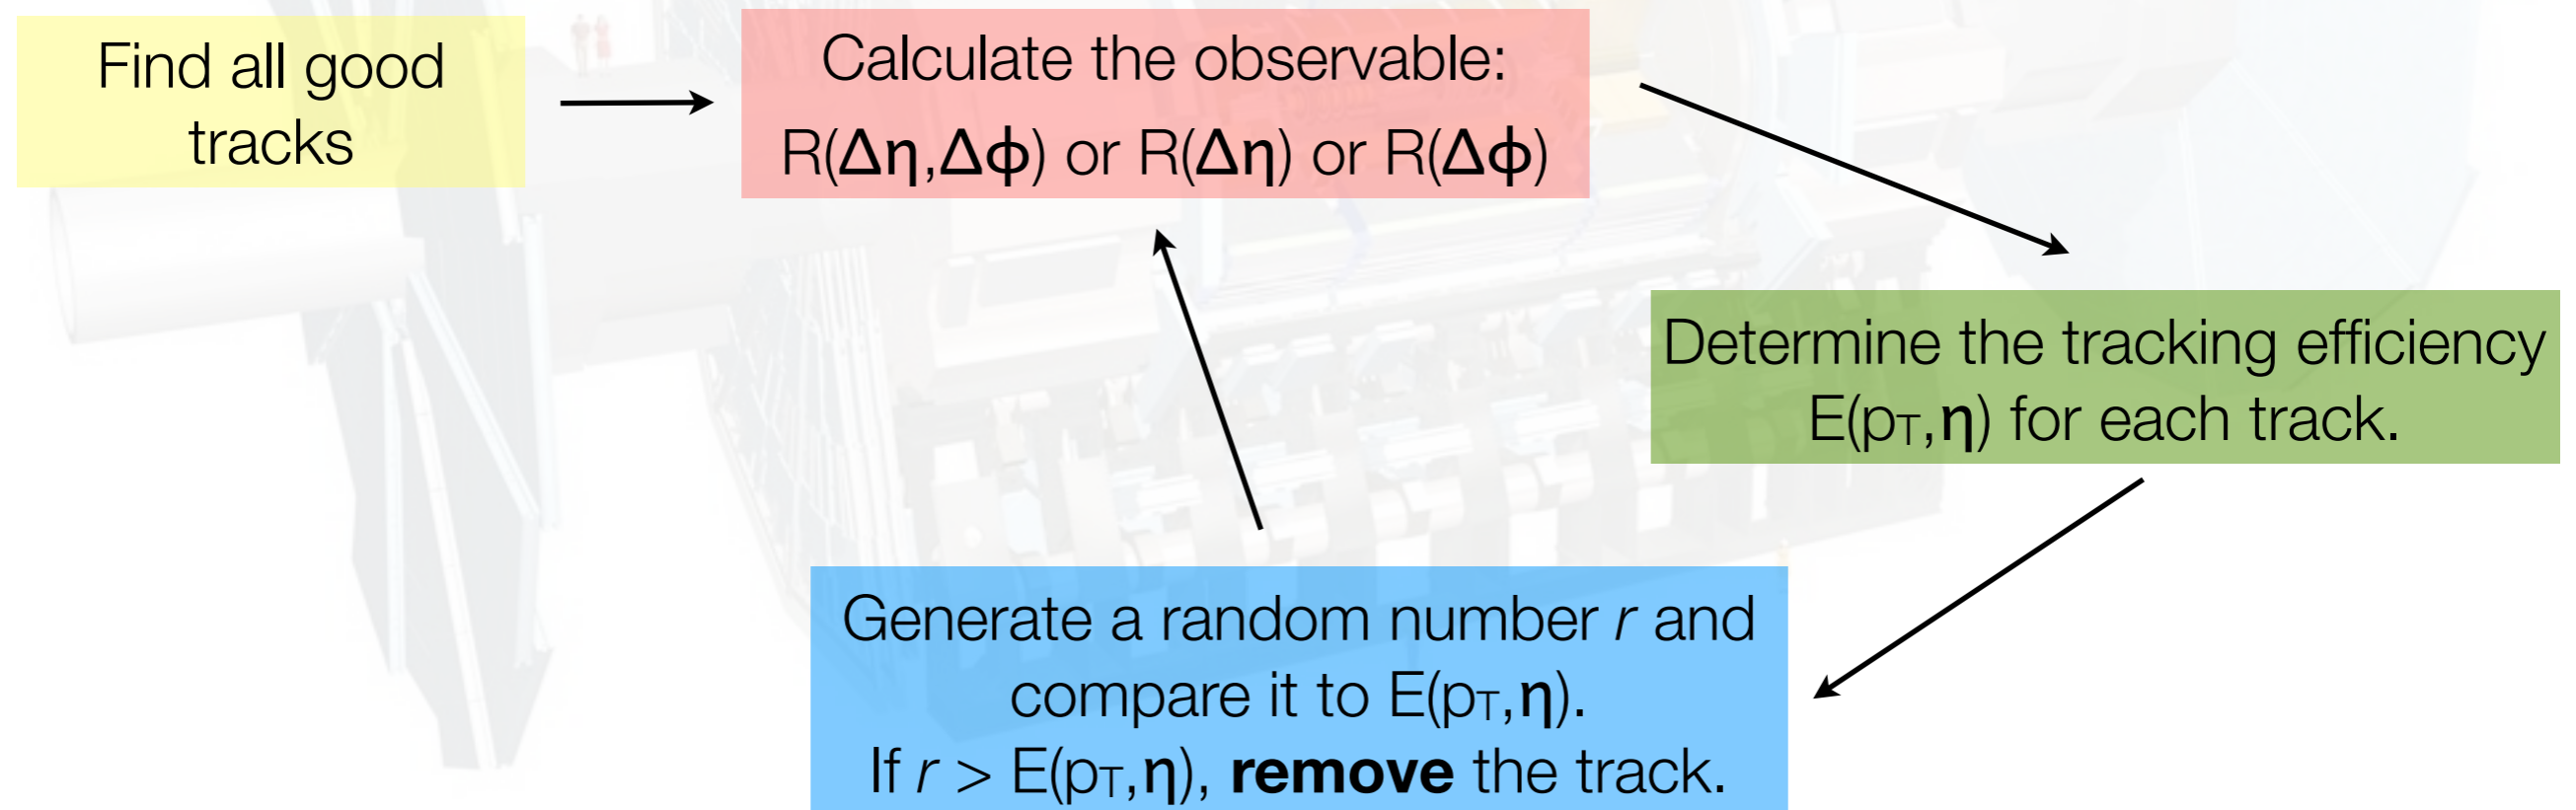 Find all good
tracks
Calculate the observable:
R(Δη,Δϕ) or R(Δη) or R(Δϕ)
Determine the tracking efficiency
E(pT,η) for each track.
Generate a random number r and
compare it to E(pT,η).
If r > E(pT,η), remove the track.